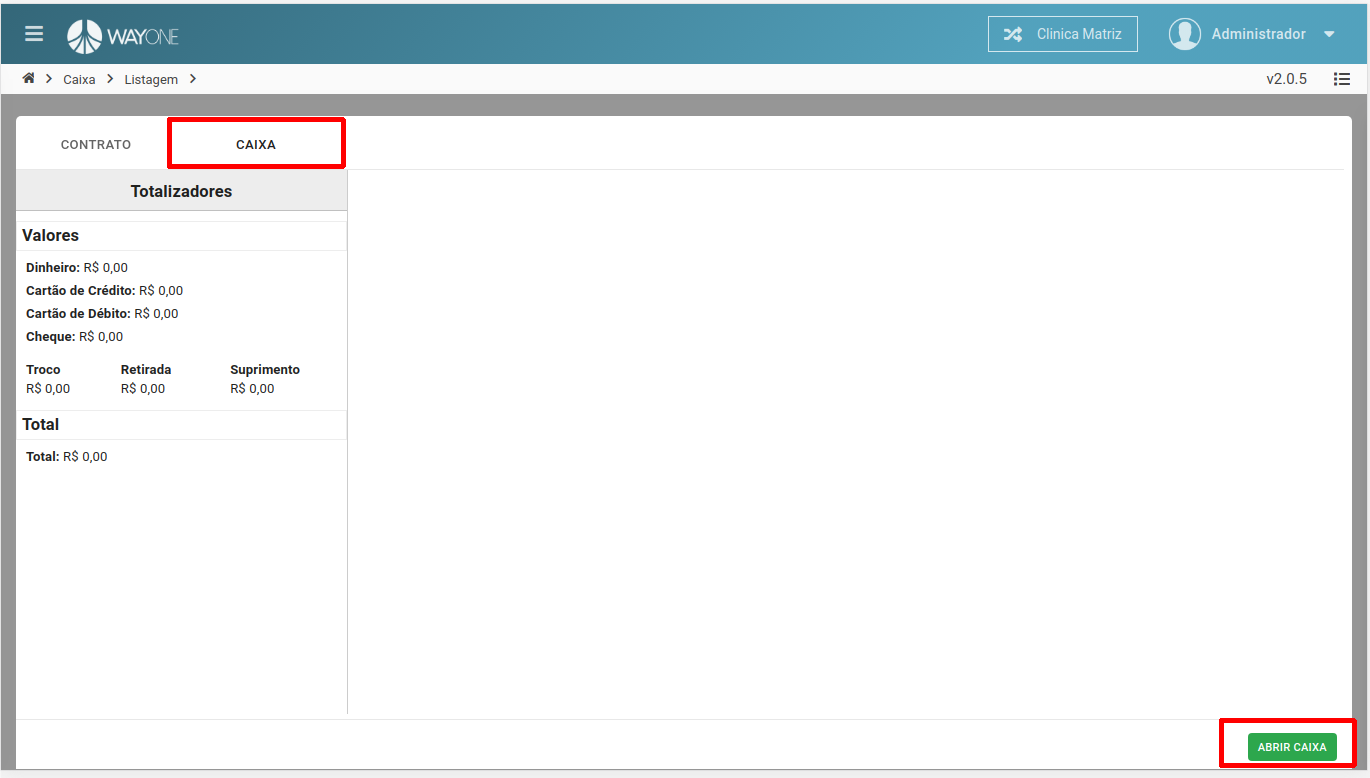 WAYONE
Clinica Matriz
Administrador
Caixa
Listagem
v2.0.5
CONTRATO
CAIXA
Totalizadores
Valores
Dinheiro: R$ 0,00
Cartão de Crédito: R$ 0,00
Cartão de Débito: R$ 0,00
Cheque: R$ 0,00
Troco Retirada Suprimento
R$ 0,00 R$ 0,00 R$ 0,00
Total
Total: R$ 0,00
ABRIR CAIXA